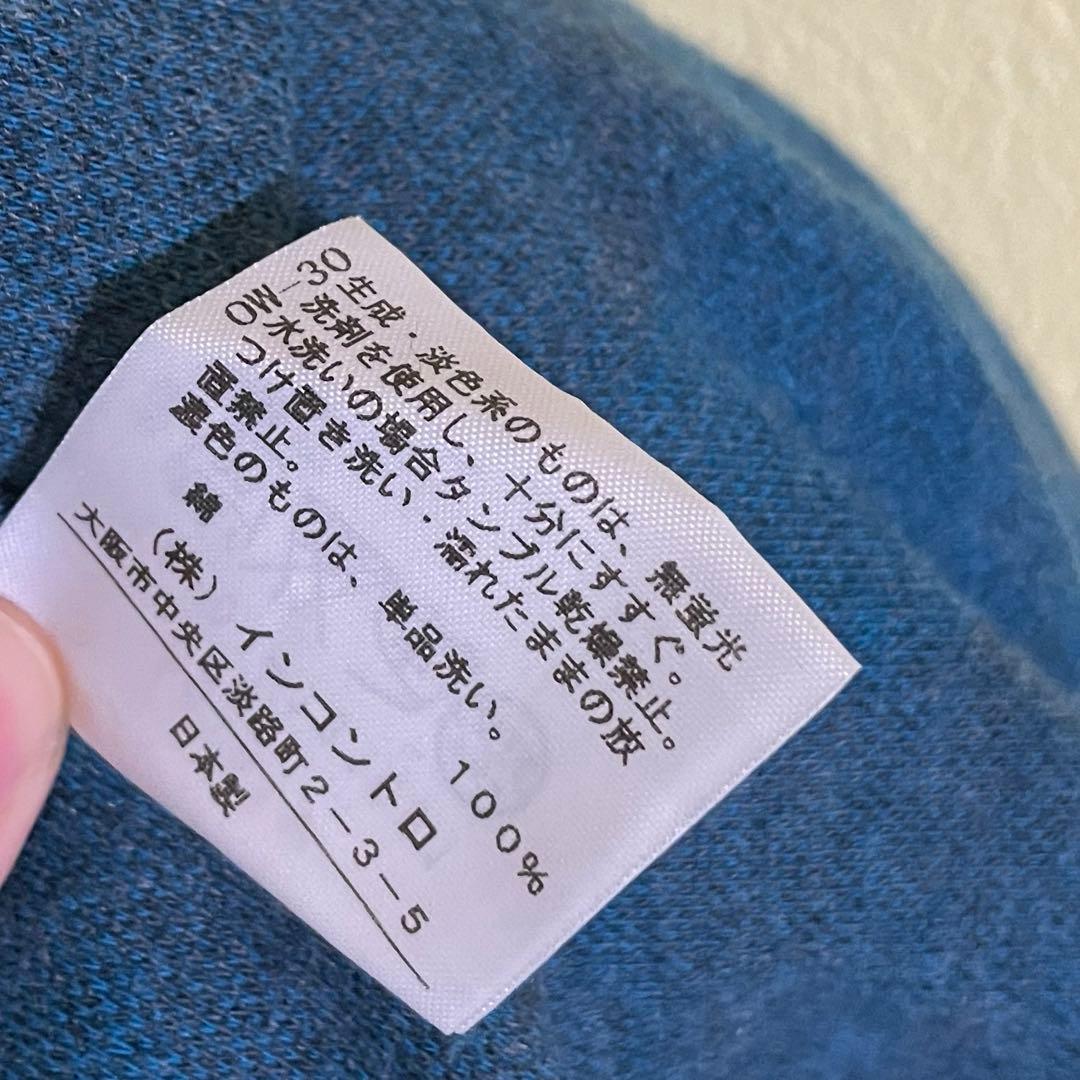 生成・淡色系のものは、無蛍光
洗剤を使用し、十分にすすぐ。
水洗いの場合タンブル乾燥禁止。
つけ置き洗い・濡れたままの放
置禁止。
濃色のものは、単品洗い。
綿 100%
(株)インコントロ
大阪市中央区淡路町2-3-5
日本製